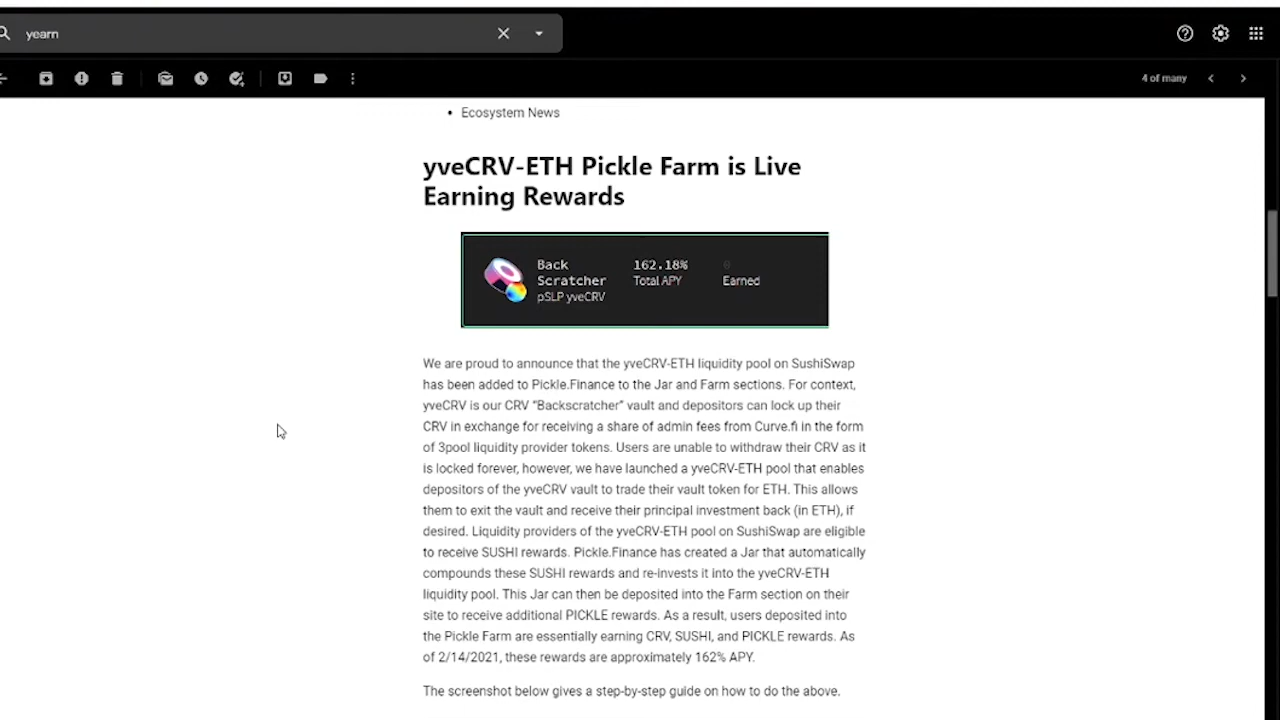 yearn
4 of many
• Ecosystem News
yveCRV-ETH Pickle Farm is Live
Earning Rewards
Back
Scratcher
pSLP yveCRV
162.18%
Total APY
0
Earned
We are proud to announce that the yveCRV-ETH liquidity pool on SushiSwap
has been added to Pickle.Finance to the Jar and Farm sections. For context,
yveCRV is our CRV “Backscratcher” vault and depositors can lock up their
CRV in exchange for receiving a share of admin fees from Curve.fi in the form
of 3pool liquidity provider tokens. Users are unable to withdraw their CRV as it
is locked forever, however, we have launched a yveCRV-ETH pool that enables
depositors of the yveCRV vault to trade their vault token for ETH. This allows
them to exit the vault and receive their principal investment back (in ETH), if
desired. Liquidity providers of the yveCRV-ETH pool on SushiSwap are eligible
to receive SUSHI rewards. Pickle.Finance has created a Jar that automatically
compounds these SUSHI rewards and re-invests it into the yveCRV-ETH
liquidity pool. This Jar can then be deposited into the Farm section on their
site to receive additional PICKLE rewards. As a result, users deposited into
the Pickle Farm are essentially earning CRV, SUSHI, and PICKLE rewards. As
of 2/14/2021, these rewards are approximately 162% APY.
The screenshot below gives a step-by-step guide on how to do the above.